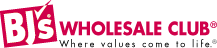 BJ's WHOLESALE CLUB®
Where values come to life.®